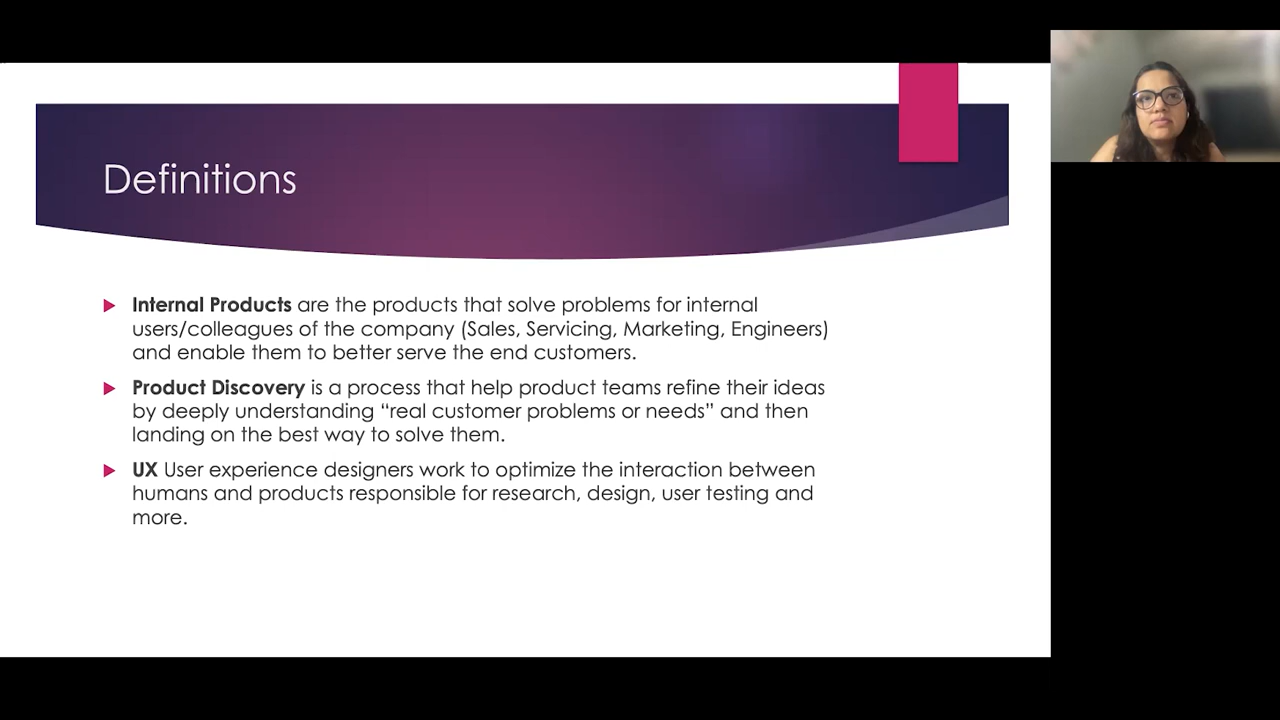 Definitions
Internal Products are the products that solve problems for internal
users/colleagues of the company (Sales, Servicing, Marketing, Engineers)
and enable them to better serve the end customers.
Product Discovery is a process that help product teams refine their ideas
by deeply understanding “real customer problems or needs” and then
landing on the best way to solve them.
UX User experience designers work to optimize the interaction between
humans and products responsible for research, design, user testing and
more.